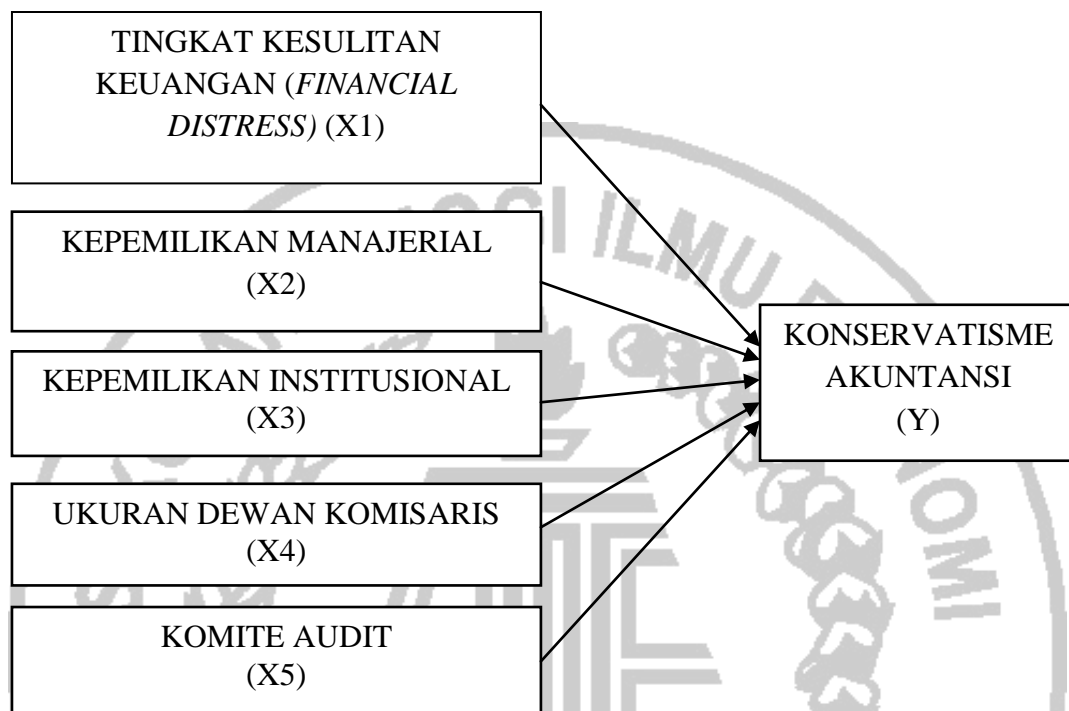 TINGKAT KESULITAN
KEUANGAN (FINANCIAL
DISTRESS) (X1)
KEPEMILIKAN MANAJERIAL
(X2)
KEPEMILIKAN INSTITUSIONAL
(X3)
UKURAN DEWAN KOMISARIS
(X4)
KOMITE AUDIT
(X5)
KONSERVATISME
AKUNTANSI
(Y)
ILMU